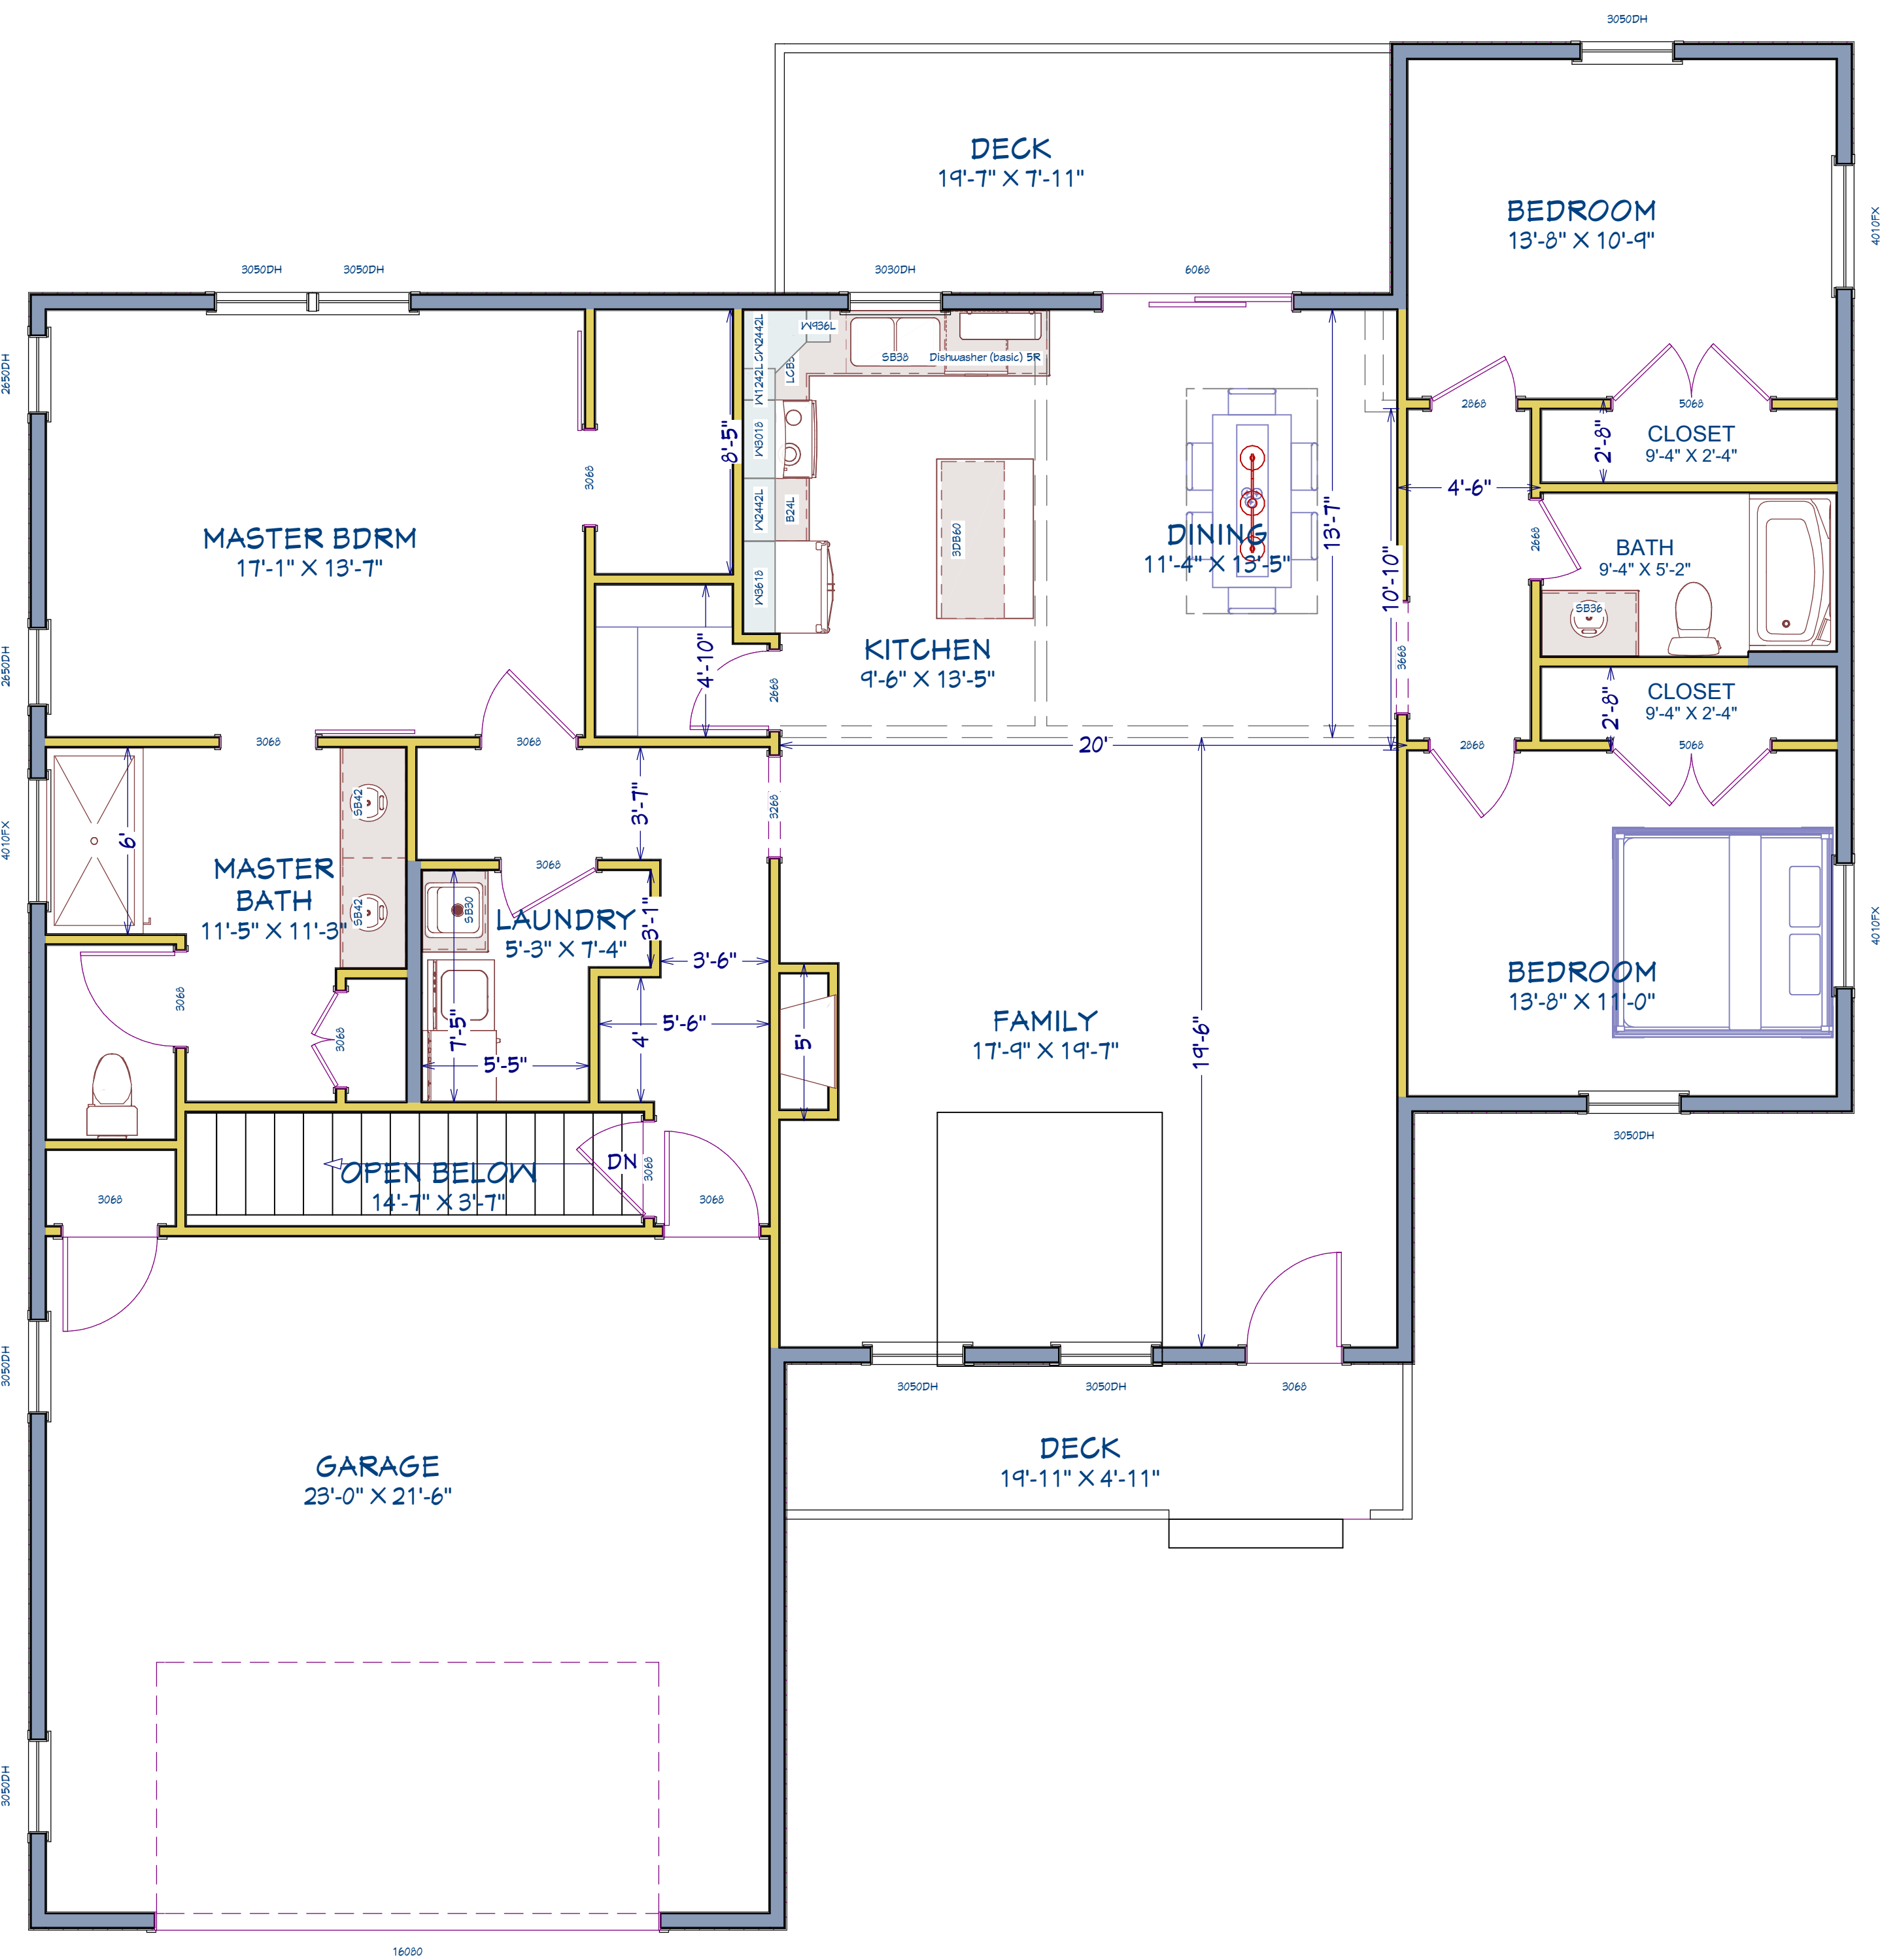 3050DH
DECK
19'-7" X 7'-11"
BEDROOM
13'-8" X 10'-9"
4010FX
3050DH
3050DH
3030DH
6068
2650DH
3068
8'-5"
W2442L
W936L
W1242L
W3018
W2442L
B24L
W3618
SB38
Dishwasher (basic) 5R
3DB60
13'-7"
10'-10"
2868
5068
2'-8"
CLOSET
9'-4" X 2'-4"
4'-6"
MASTER BDRM
17'-1" X 13'-7"
DINING
11'-4" X 13'-5"
2668
BATH
9'-4" X 5'-2"
SB36
2650DH
4'-10"
2668
KITCHEN
9'-6" X 13'-5"
3668
2'-8"
CLOSET
9'-4" X 2'-4"
3068
3068
20'
2868
5068
4010FX
6'
SB42
3'-7"
3268
MASTER
BATH
11'-5" X 11'-3"
SB42
3068
SB30
LAUNDRY
5'-3" X 7'-4"
3'-1"
3'-6"
4010FX
BEDROOM
13'-8" X 11'-0"
3068
3068
7'-5"
5'-5"
4'
5'-6"
5'
FAMILY
17'-9" X 19'-7"
19'-6"
3050DH
OPEN BELOW
14'-7" X 3'-7"
DN
3068
3068
3068
3050DH
3050DH
3050DH
3068
DECK
19'-11" X 4'-11"
GARAGE
23'-0" X 21'-6"
3050DH
16080